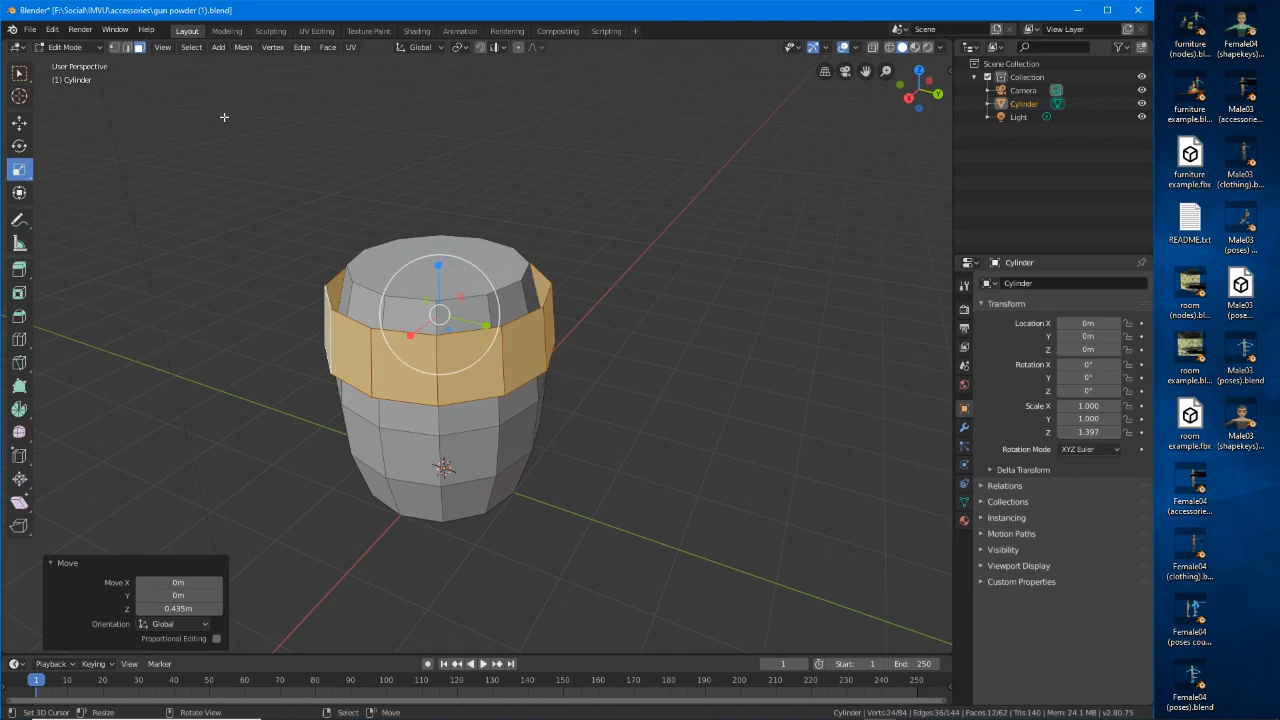 Blender* [F:\Social\IMVU\accessories\gun powder (1).blend]
File Edit Render Window Help Layout Modeling Sculpting UV Editing Texture Paint Shading Animation Rendering Compositing Scripting + Scene View Layer
Edit Mode View Select Add Mesh Vertex Edge Face UV Global
User Perspective
(1) Cylinder
Z
Y
X
Scene Collection
Collection
Camera
Cylinder
Light
Cylinder
Cylinder
Transform
Location X 0m
Y 0m
Z 0m
Rotation X 0°
Y 0°
Z 0°
Scale X 1.000
Y 1.000
Z 1.397
Rotation Mode XYZ Euler
Delta Transform
Relations
Collections
Instancing
Motion Paths
Visibility
Viewport Display
Custom Properties
Move
Move X 0m
Y 0m
Z 0.435m
Orientation Global
Proportional Editing
Playback Keying View Marker 1 Start: 1 End: 250
1 10 20 30 40 50 60 70 80 90 100 110 120 130 140 150 160 170 180 190 200 210 220 230 240 250
Set 3D Cursor Resize Rotate View Select Move Cylinder | Verts:24/84 | Edges:36/144 | Faces:12/62 | Tris:140 | Mem: 24.1 MB | v2.80.75
furniture
(nodes).bl...
Female04
(shapekeys)
furniture
example.bl...
Male03
(accessorie...
furniture
example.fbx
Male03
(clothing).b...
README.txt
Male03
(poses) ...
room
(nodes).bl...
Male03
(pose)
room
example.bl...
Male03
(poses).blend
room
example.fbx
Male03
(shapekeys)
Female04
(accessorie...
Female04
(clothing).b...
Female04
(poses cou...
Female04
(poses).blend